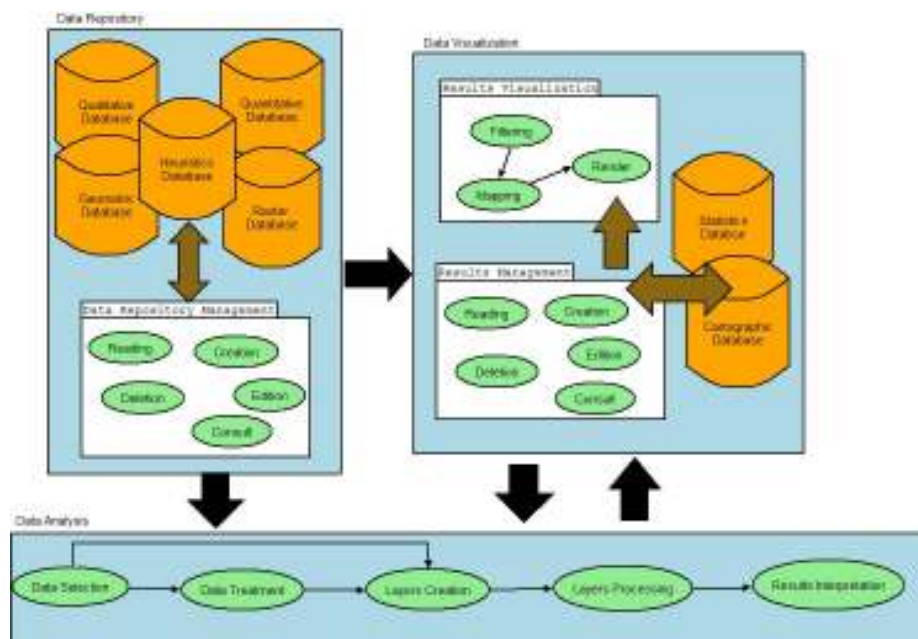 Data Repository
Qualitative
Database
Quantitative
Database
Heuristics
Database
Geometric
Database
Raster
Database
Data Repository Management
Reading
Creation
Deletion
Edition
Consult
Data Visualization
Results Visualization
Filtering
Render
Mapping
Statistics
Database
Results Management
Reading
Creation
Edition
Deletion
Consult
Cartographic
Database
Data Analysis
Data Selection
Data Treatment
Layers Creation
Layers Processing
Results Interpretation